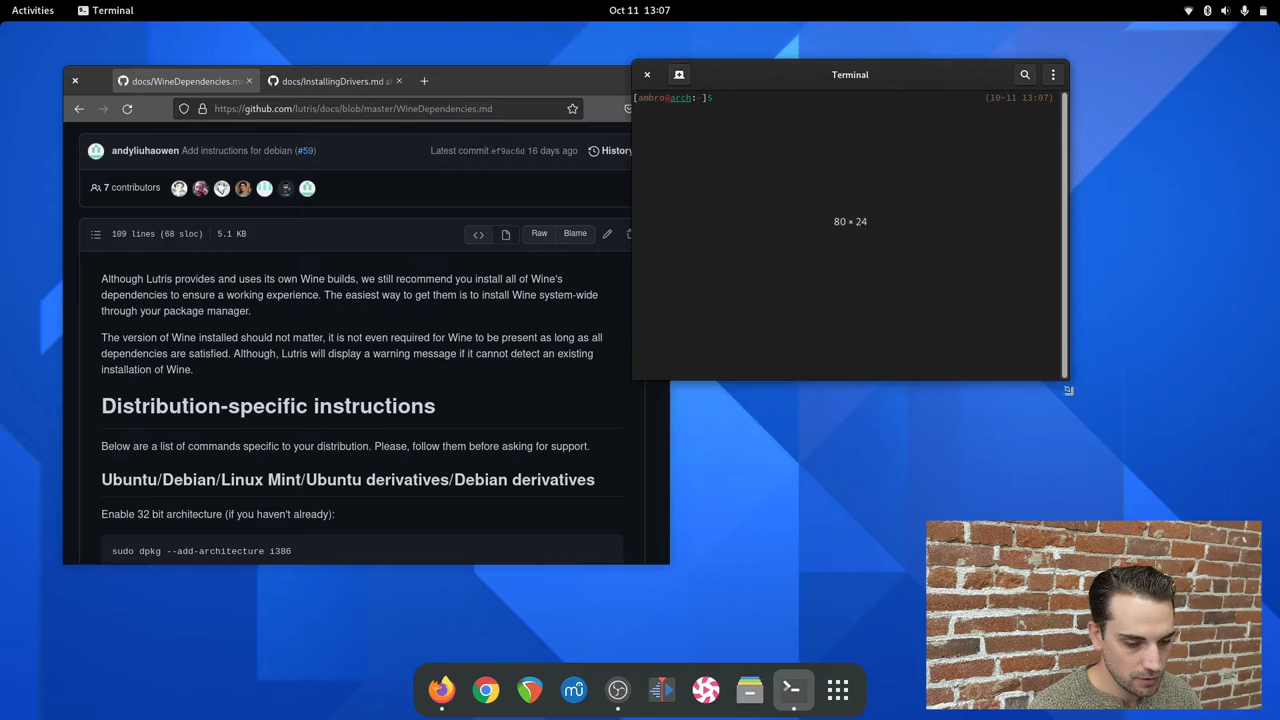 Activities
Terminal
Oct 11 13:07
docs/WineDependencies.m
docs/InstallingDrivers.md a
https://github.com/lutris/docs/blob/master/WineDependencies.md
andyliuhaowen Add instructions for debian (#59)
Latest commit ef9ac6d 16 days ago
History
7 contributors
109 lines (68 sloc)
5.1 KB
Raw
Blame
Although Lutris provides and uses its own Wine builds, we still recommend you install all of Wine's
dependencies to ensure a working experience. The easiest way to get them is to install Wine system-wide
through your package manager.
The version of Wine installed should not matter, it is not even required for Wine to be present as long as all
dependencies are satisfied. Although, Lutris will display a warning message if it cannot detect an existing
installation of Wine.
Distribution-specific instructions
Below are a list of commands specific to your distribution. Please, follow them before asking for support.
Ubuntu/Debian/Linux Mint/Ubuntu derivatives/Debian derivatives
Enable 32 bit architecture (if you haven't already):
sudo dpkg --add-architecture i386
Terminal
[ambro@arch:~]$
(10-11 13:07)
80 × 24